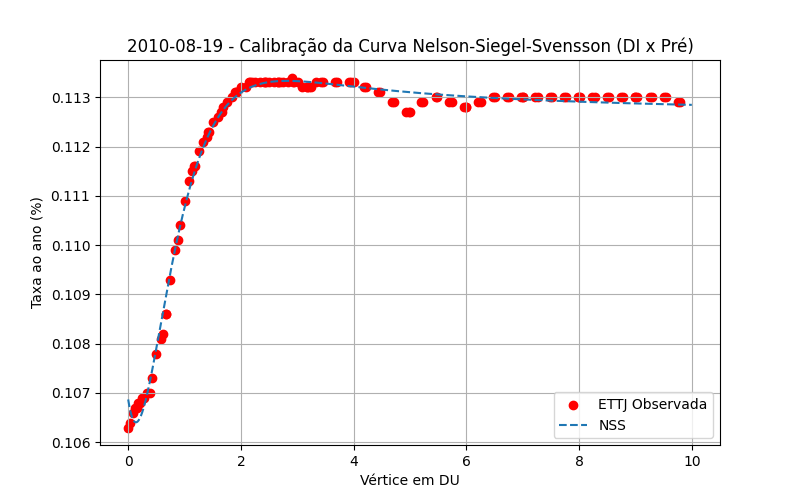 2010-08-19 - Calibração da Curva Nelson-Siegel-Svensson (DI x Pré)
Taxa ao ano (%)
0.113
0.112
0.111
0.110
0.109
0.108
0.107
0.106
ETTJ Observada
NSS
0 2 4 6 8 10
Vértice em DU